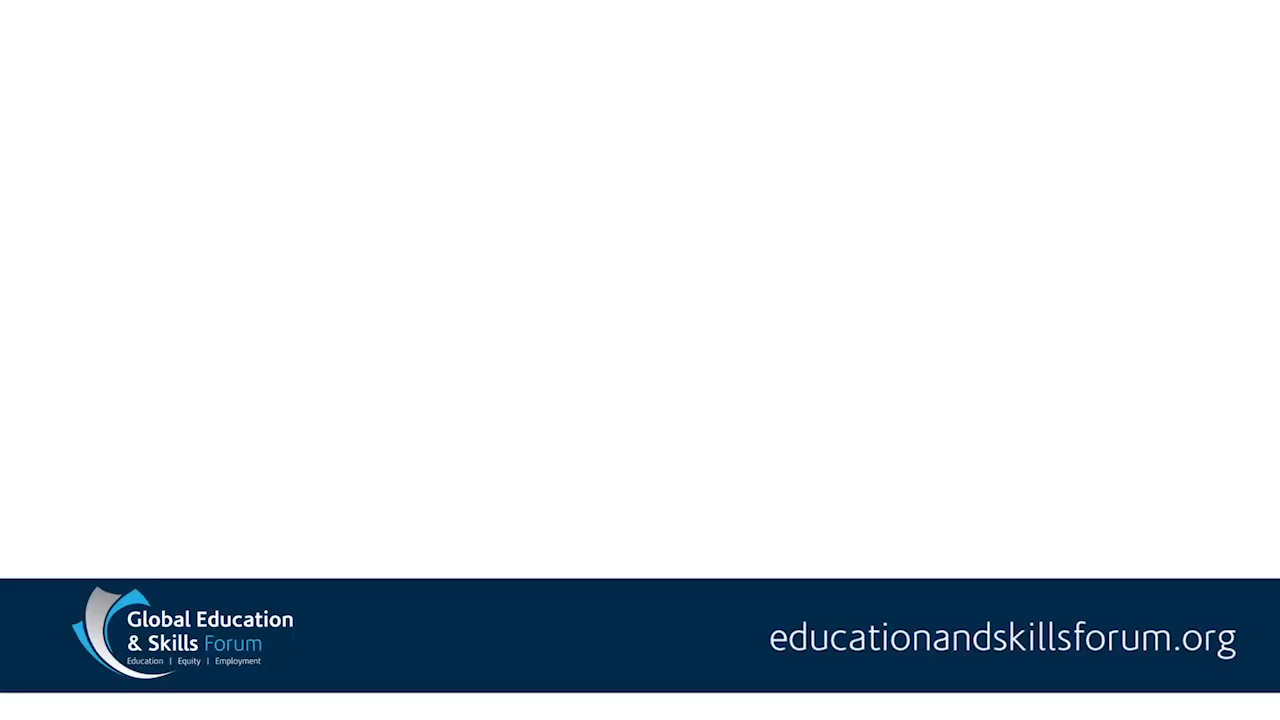 Global Education
& Skills Forum
Education | Equity | Employment
educationandskillsforum.org